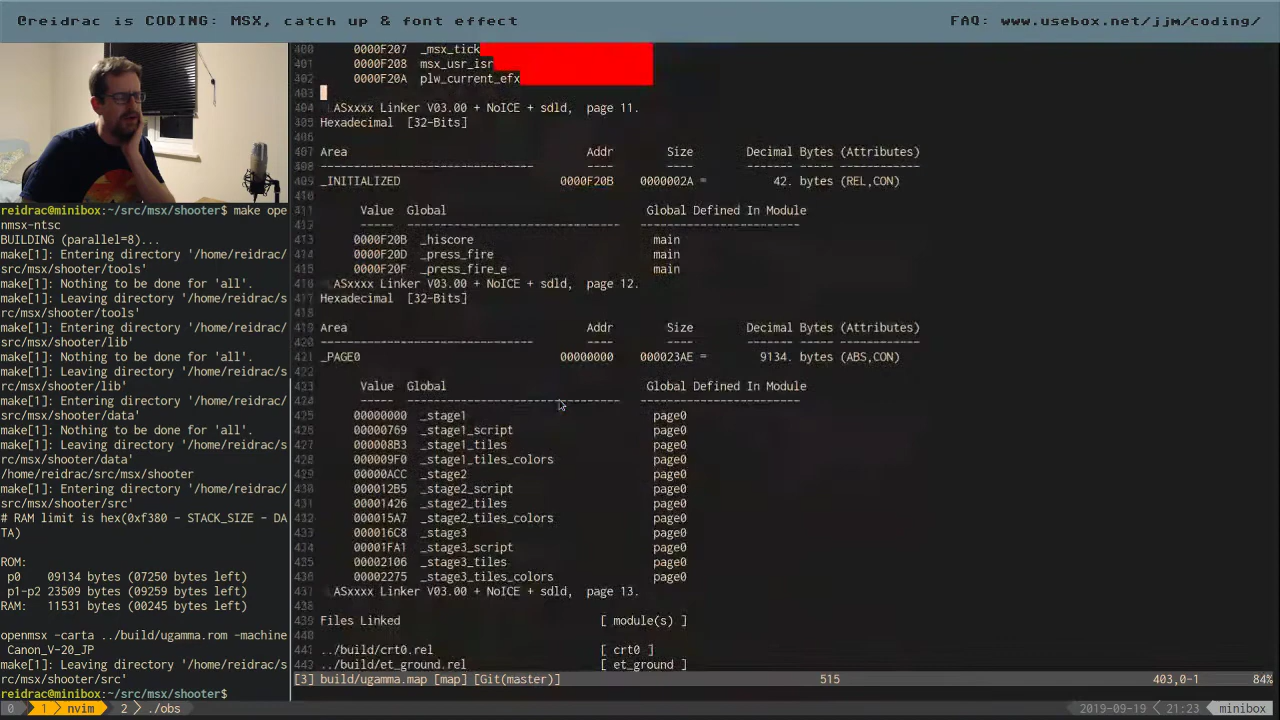 @reidrac is CODING: MSX, catch up & font effect
FAQ: www.usebox.net/jjm/coding/
reidrac@minibox:~/src/msx/shooter$ make ope
nmsx-ntsc
BUILDING (parallel=8)...
make[1]: Entering directory '/home/reidrac/
src/msx/shooter/tools'
make[1]: Nothing to be done for 'all'.
make[1]: Leaving directory '/home/reidrac/s
rc/msx/shooter/tools'
make[1]: Entering directory '/home/reidrac/
src/msx/shooter/lib'
make[1]: Nothing to be done for 'all'.
make[1]: Leaving directory '/home/reidrac/s
rc/msx/shooter/lib'
make[1]: Entering directory '/home/reidrac/
src/msx/shooter/data'
make[1]: Nothing to be done for 'all'.
make[1]: Leaving directory '/home/reidrac/s
rc/msx/shooter/data'
/home/reidrac/src/msx/shooter
make[1]: Entering directory '/home/reidrac/
src/msx/shooter/src'
# RAM limit is hex(0xf380 - STACK_SIZE - DA
TA)
ROM:
p0 09134 bytes (07250 bytes left)
p1-p2 23509 bytes (09259 bytes left)
RAM: 11531 bytes (00245 bytes left)
openmsx -carta ../build/ugamma.rom -machine
Canon_V-20_JP
make[1]: Leaving directory '/home/reidrac/s
rc/msx/shooter/src'
reidrac@minibox:~/src/msx/shooter$
400 0000F207 _msx_tick
401 0000F208 msx_usr_isr
402 0000F20A plw_current_efx
403
404 ASxxxx Linker V03.00 + NoICE + sdld, page 11.
405 Hexadecimal [32-Bits]
406
407 Area Addr Size Decimal Bytes (Attributes)
408 -------------------------------- ---- ---- ------- ----- ------------
409 _INITIALIZED 0000F20B 0000002A = 42. bytes (REL,CON)
410
411 Value Global Global Defined In Module
412 ----- -------------------------------- ------------------------
413 0000F20B _hiscore main
414 0000F20D _press_fire main
415 0000F20F _press_fire_e main
416 ASxxxx Linker V03.00 + NoICE + sdld, page 12.
417 Hexadecimal [32-Bits]
418
419 Area Addr Size Decimal Bytes (Attributes)
420 -------------------------------- ---- ---- ------- ----- ------------
421 _PAGE0 00000000 000023AE = 9134. bytes (ABS,CON)
422
423 Value Global Global Defined In Module
424 ----- -------------------------------- ------------------------
425 00000000 _stage1 page0
426 00000769 _stage1_script page0
427 000008B3 _stage1_tiles page0
428 000009F0 _stage1_tiles_colors page0
429 00000ACC _stage2 page0
430 000012B5 _stage2_script page0
431 00001426 _stage2_tiles page0
432 000015A7 _stage2_tiles_colors page0
433 000016C8 _stage3 page0
434 00001FA1 _stage3_script page0
435 00002106 _stage3_tiles page0
436 00002275 _stage3_tiles_colors page0
437 ASxxxx Linker V03.00 + NoICE + sdld, page 13.
438
439 Files Linked [ module(s) ]
440
441 ../build/crt0.rel [ crt0 ]
442 ../build/et_ground.rel [ et_ground ]
[3] build/ugamma.map [map] [Git(master)] 515 403,0-1 84%
0 1 nvim 2 ./obs 2019-09-19 21:23 minibox